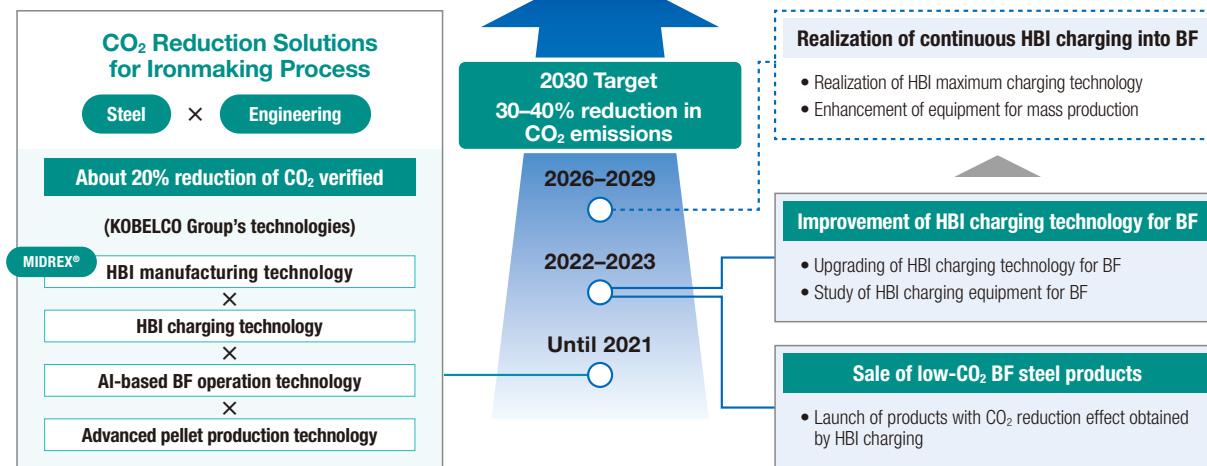 CO₂ Reduction Solutions
for Ironmaking Process
Steel × Engineering
About 20% reduction of CO₂ verified
(KOBELCO Group's technologies)
MIDREX®
HBI manufacturing technology
×
HBI charging technology
×
AI-based BF operation technology
×
Advanced pellet production technology
2030 Target
30–40% reduction in
CO₂ emissions
2026–2029
2022–2023
Until 2021
Realization of continuous HBI charging into BF
• Realization of HBI maximum charging technology
• Enhancement of equipment for mass production
Improvement of HBI charging technology for BF
• Upgrading of HBI charging technology for BF
• Study of HBI charging equipment for BF
Sale of low-CO₂ BF steel products
• Launch of products with CO₂ reduction effect obtained
by HBI charging